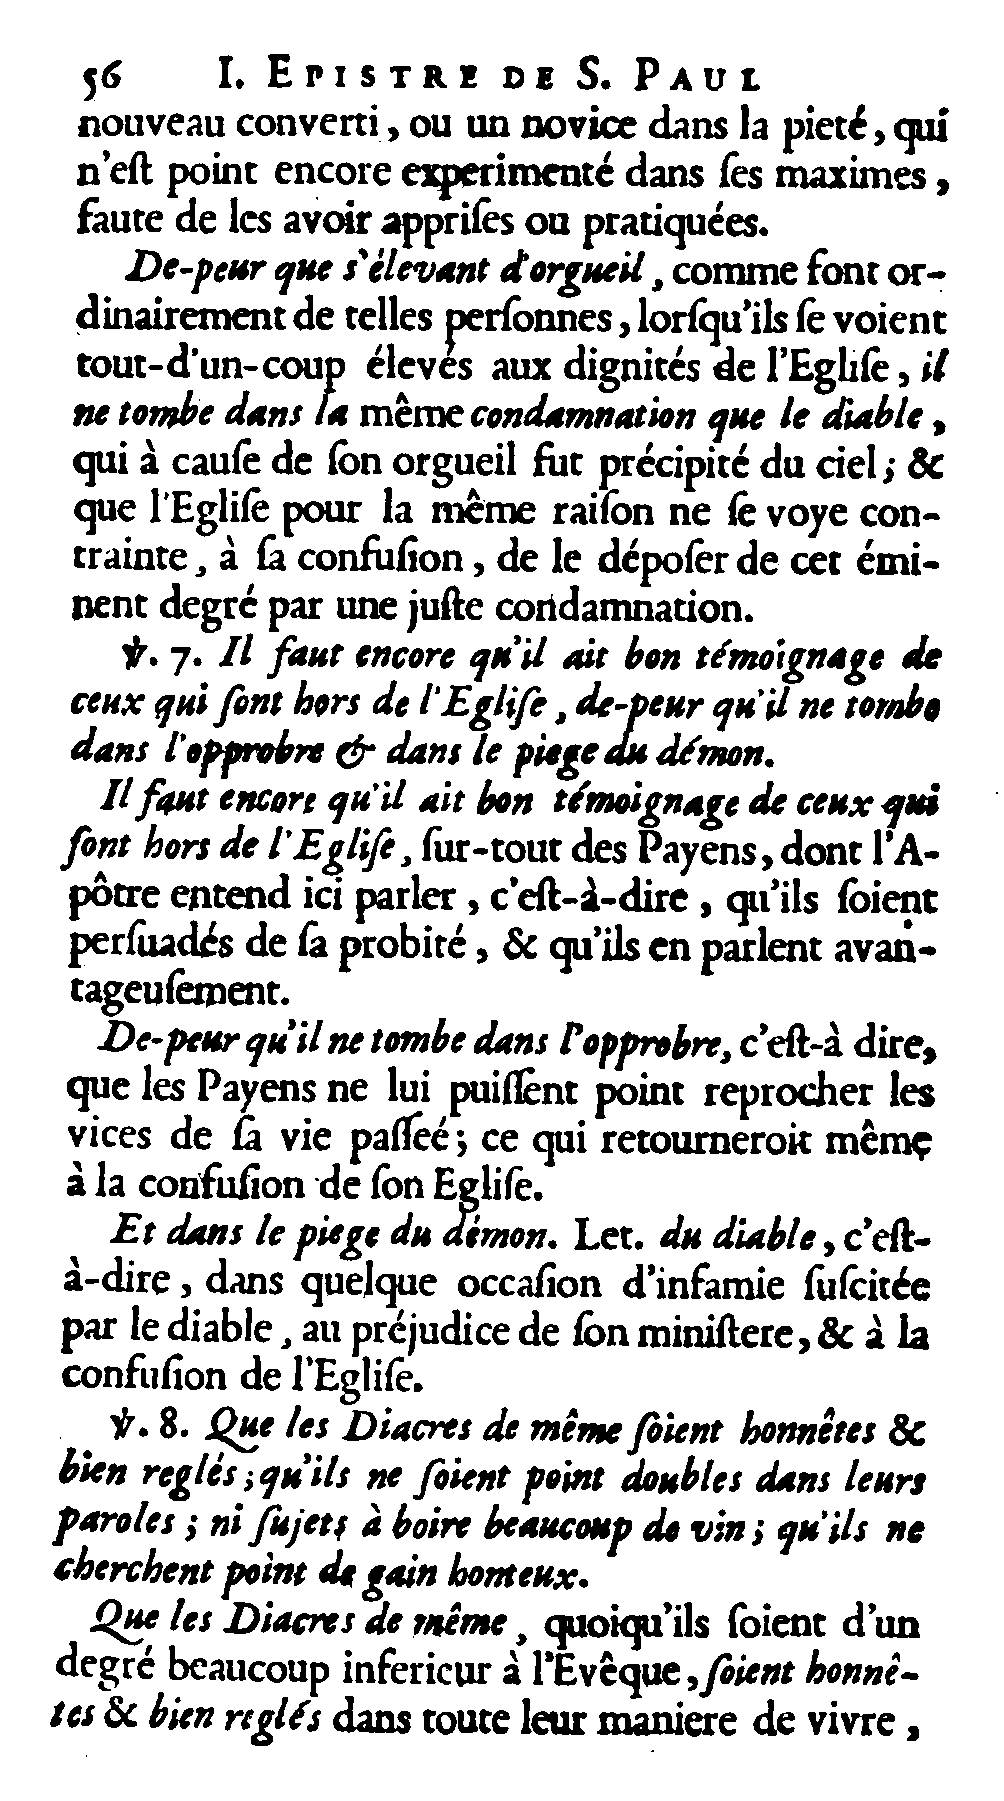 56 I. EPISTRE DE S. PAUL
nouveau converti, ou un novice dans la pieté, qui
n'eſt point encore experimenté dans ſes maximes,
faute de les avoir appriſes ou pratiquées.
De-peur que s'élevant d'orgueil, comme font or-
dinairement de telles perſonnes, lorſqu'ils ſe voient
tout-d'un-coup élevés aux dignités de l'Egliſe, il
ne tombe dans la même condamnation que le diable,
qui à cauſe de ſon orgueil fut précipité du ciel; &
que l'Egliſe pour la même raiſon ne ſe voye con-
trainte, à ſa confuſion, de le dépoſer de cet émi-
nent degré par une juſte condamnation.
℣. 7. Il faut encore qu'il ait bon témoignage de
ceux qui ſont hors de l'Egliſe, de-peur qu'il ne tombe
dans l'opprobre & dans le piege du démon.
Il faut encore qu'il ait bon témoignage de ceux qui
ſont hors de l'Egliſe, ſur-tout des Payens, dont l'A-
pôtre entend ici parler, c'eſt-à-dire, qu'ils ſoient
perſuadés de ſa probité, & qu'ils en parlent avan-
tageuſement.
De-peur qu'il ne tombe dans l'opprobre, c'eſt-à dire,
que les Payens ne lui puiſſent point reprocher les
vices de ſa vie paſſeé; ce qui retourneroit même
à la confuſion de ſon Egliſe.
Et dans le piege du démon. Let. du diable, c'eſt-
à-dire, dans quelque occaſion d'infamie ſuſcitée
par le diable, au préjudice de ſon miniſtere, & à la
confuſion de l'Egliſe.
℣. 8. Que les Diacres de même ſoient honnêtes &
bien reglés; qu'ils ne ſoient point doubles dans leurs
paroles; ni ſujets à boire beaucoup de vin; qu'ils ne
cherchent point de gain honteux.
Que les Diacres de même, quoiqu'ils ſoient d'un
degré beaucoup inferieur à l'Evêque, ſoient honnê-
tes & bien reglés dans toute leur maniere de vivre,